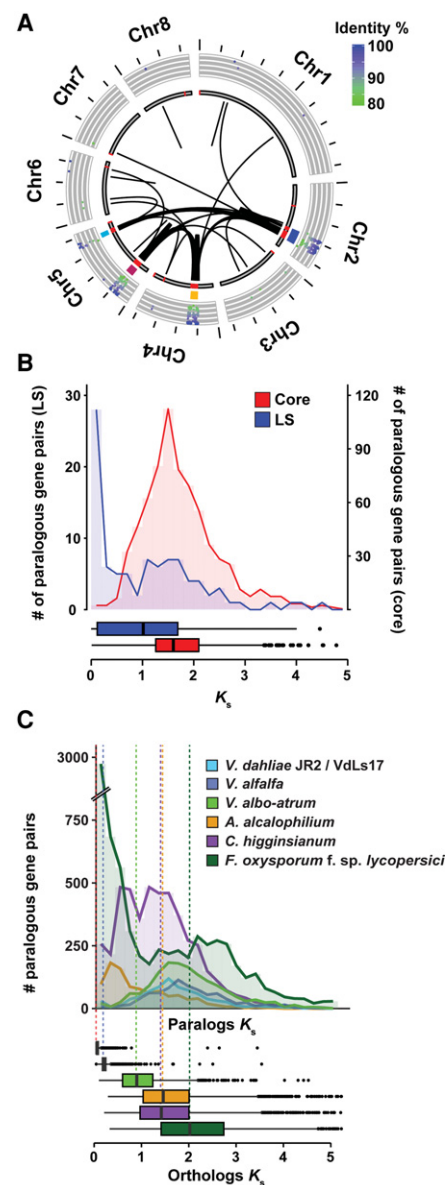 A
Identity %
100
90
80
Chr1
Chr2
Chr3
Chr4
Chr5
Chr6
Chr7
Chr8
B
# of paralogous gene pairs (LS)
30
20
10
0
Core
LS
# of paralogous gene pairs (core)
120
90
60
30
0 1 2 3 4 5
Ks
C
# paralogous gene pairs
3000
750
500
250
0
V. dahliae JR2 / VdLs17
V. alfalfa
V. albo-atrum
A. alcalophilium
C. higginsianum
F. oxysporum f. sp. lycopersici
Paralogs Ks
0 1 2 3 4 5
Orthologs Ks